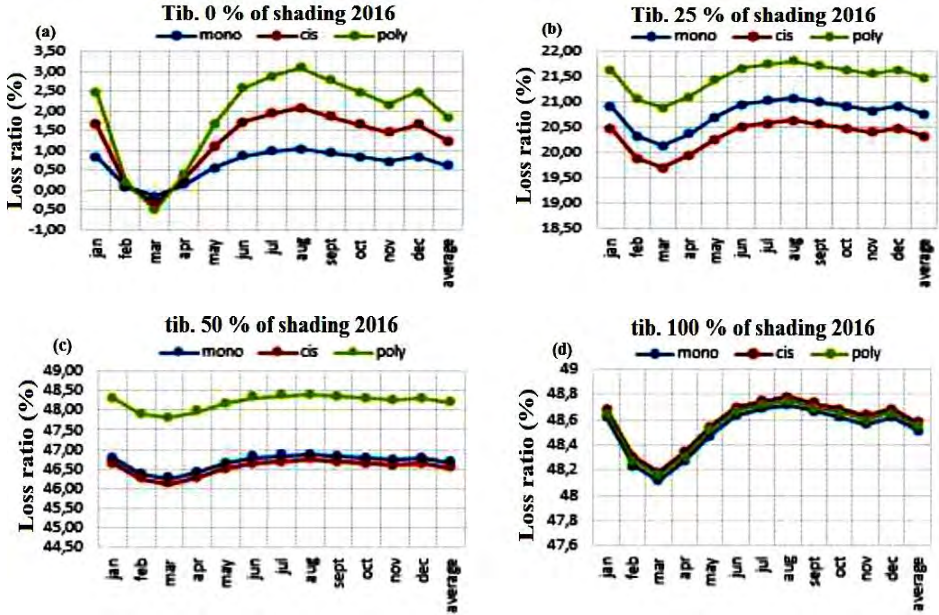 Tib. 0 % of shading 2016
(a)
mono cis poly
Loss ratio (%)
3,50
3,00
2,50
2,00
1,50
1,00
0,50
0,00
0,50
-1,00
jan feb mar apr may jun jul aug sept oct nov dec average
Tib. 25 % of shading 2016
(b)
mono cis poly
Loss ratio (%)
22,00
21,50
21,00
20,50
20,00
19,50
19,00
18,50
jan feb mar apr may jun jul aug sept oct nov dec average
tib. 50 % of shading 2016
(c)
mono cis poly
Loss ratio (%)
49,00
48,50
48,00
47,50
47,00
46,50
46,00
45,50
45,00
44,50
jan feb mar apr may jun jul aug sept oct nov dec average
tib. 100 % of shading 2016
(d)
mono cis poly
Loss ratio (%)
49
48,8
48,6
48,4
48,2
48
47,8
47,6
jan feb mar apr may jun jul aug sept oct nov dec average